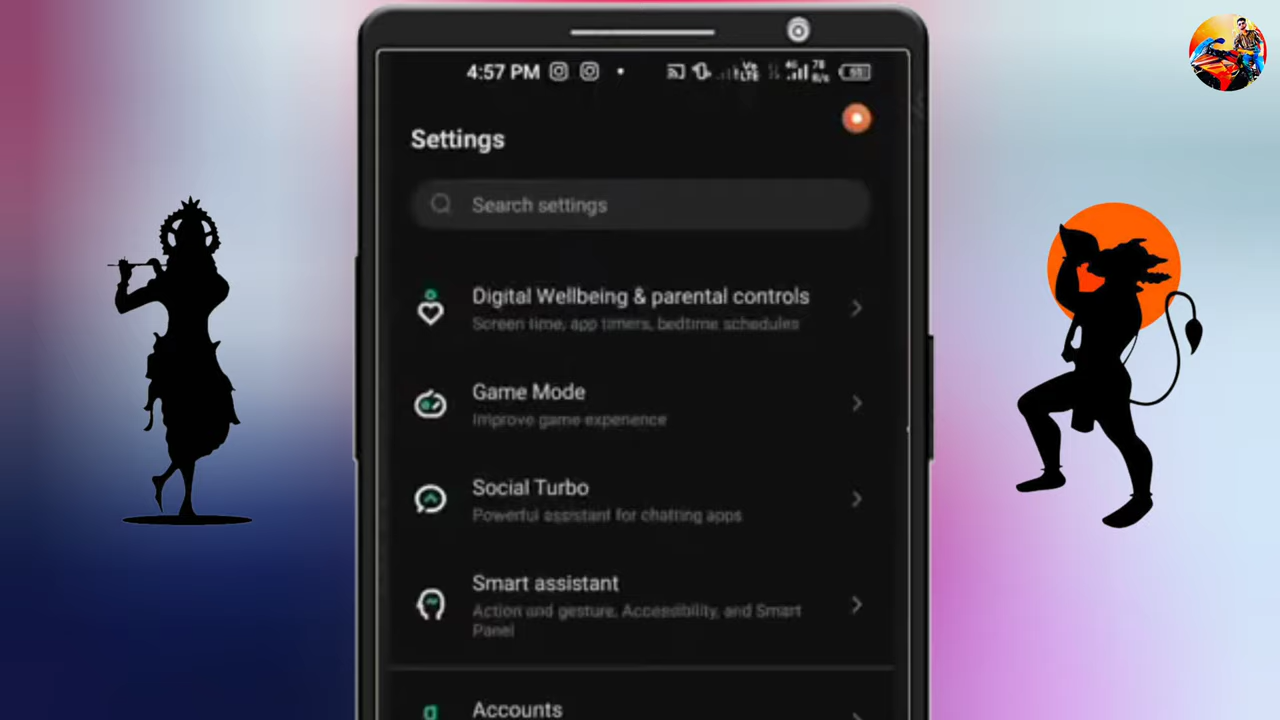 4:57 PM
Settings
Search settings
Digital Wellbeing & parental controls
Screen time, app timers, bedtime schedules
Game Mode
Improve game experience
Social Turbo
Powerful assistant for chatting apps
Smart assistant
Action and gesture, Accessibility, and Smart
Panel
Accounts